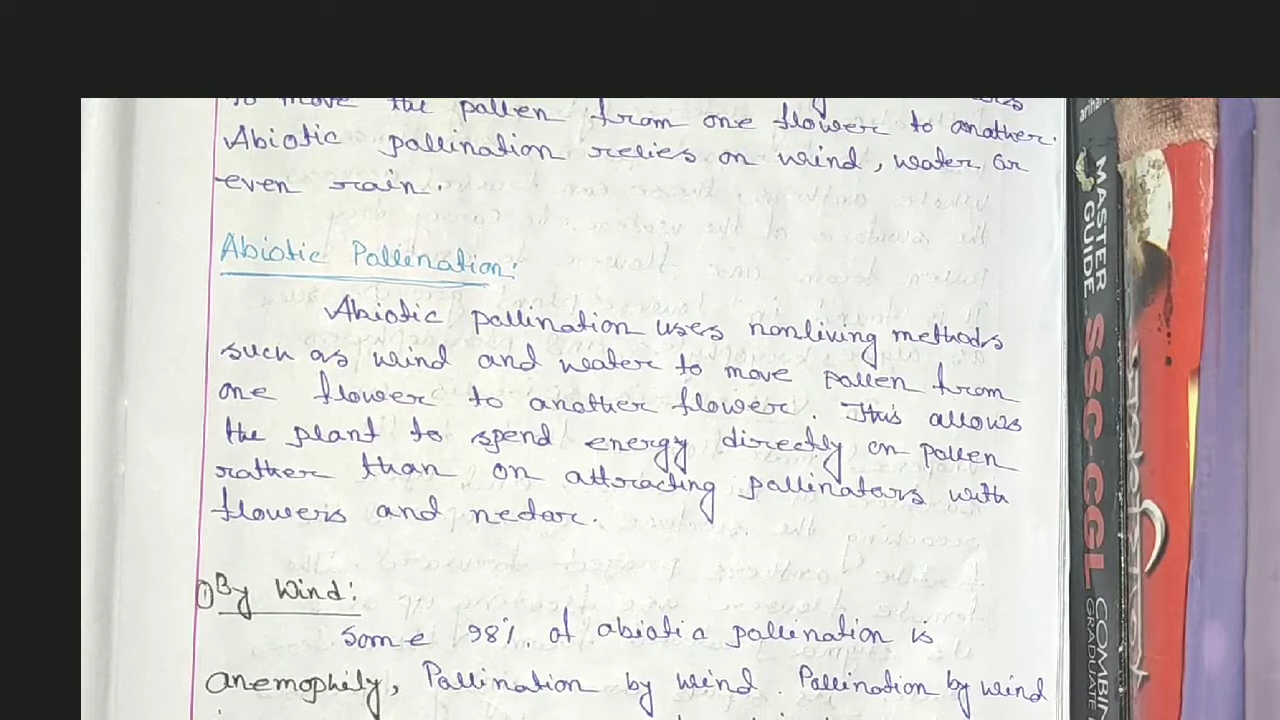 to move the pollen from one flower to another.
Abiotic pollination relies on wind, water or
even rain.
Abiotic Pollination:
Abiotic pollination uses nonliving methods
such as wind and water to move pollen from
one flower to another flower. This allows
the plant to spend energy directly on pollen
rather than on attracting pollinators with
flowers and nectar.
① By Wind:
Some 98% of abiotic pollination is
anemophily, Pollination by wind. Pollination by wind
MASTER
GUIDE
SSC-CGL
COMBIN
GRADUATE
arihan